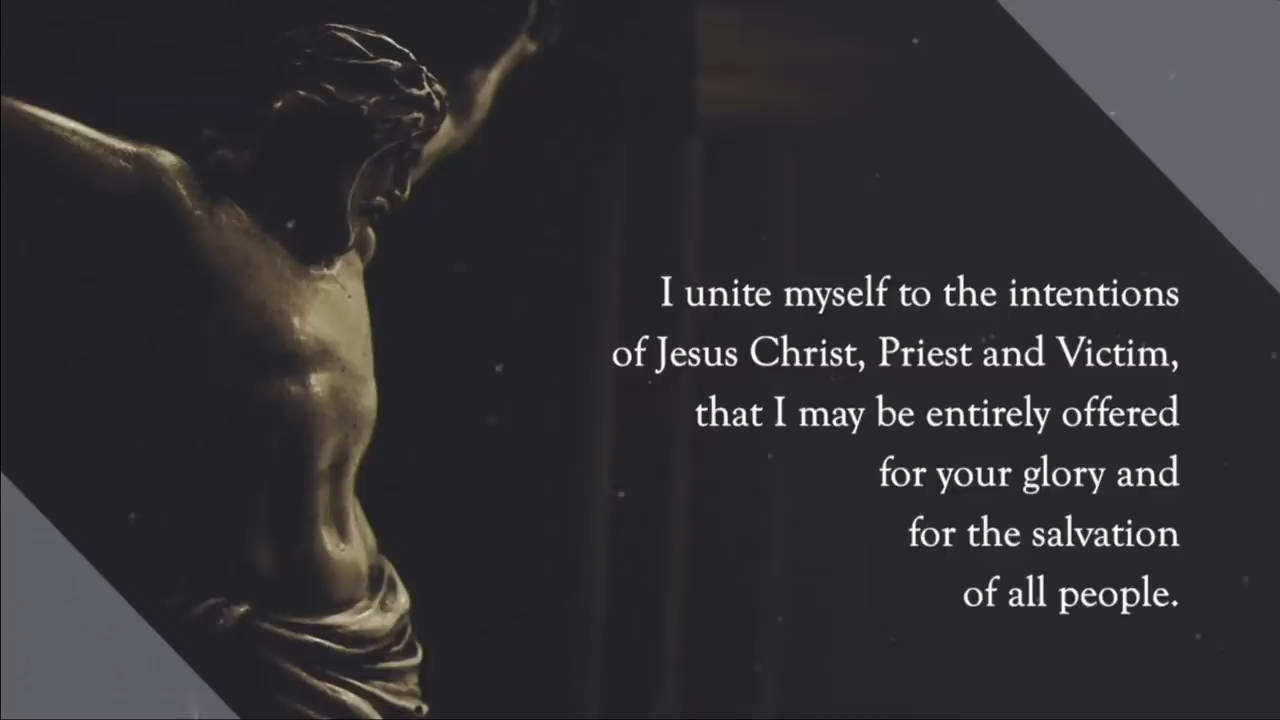 I unite myself to the intentions
of Jesus Christ, Priest and Victim,
that I may be entirely offered
for your glory and
for the salvation
of all people.